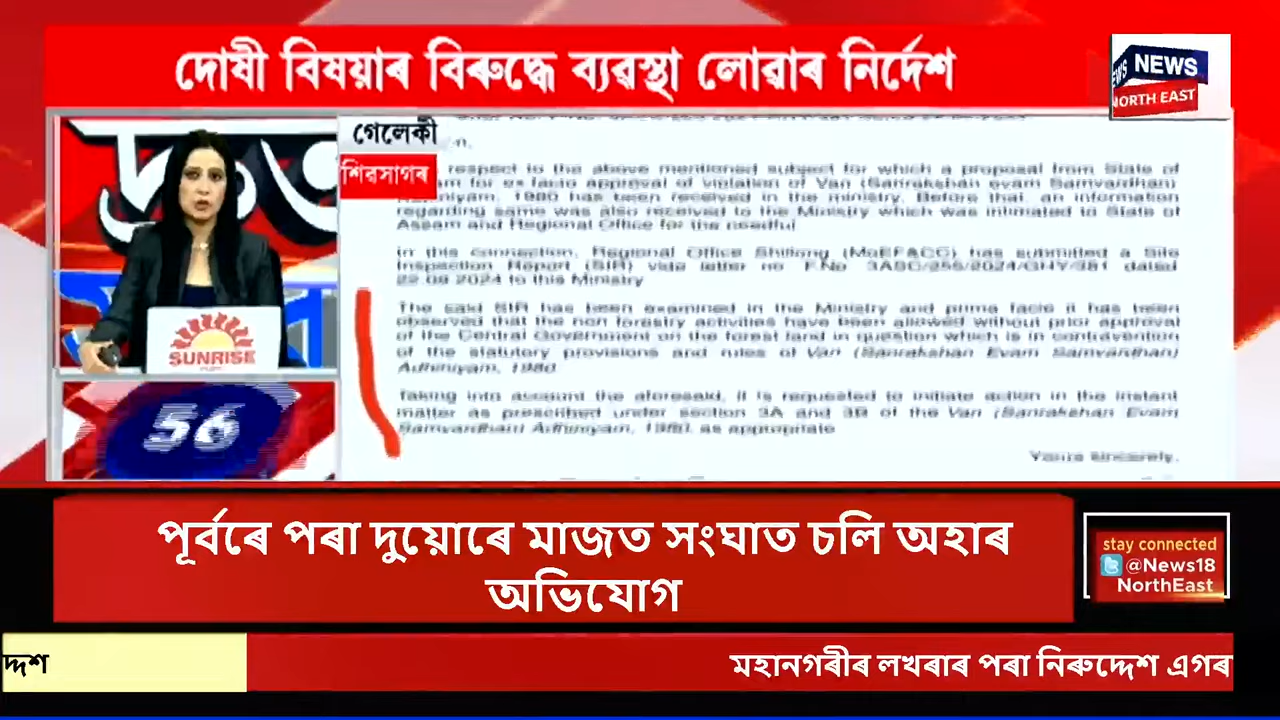 দোষী বিষয়াৰ বিৰুদ্ধে ব্যৱস্থা লোৱাৰ নিৰ্দেশ
NEWS
NORTH EAST
গেলেকী
শিৱসাগৰ
respect to the above mentioned subject for which a proposal from State of
for ex facio approval of violation of Van (Sanrakshan evam Samvardhan)
1980 has been received in the ministry. Before that, an information
regarding same was also received to the Ministry which was intimated to State of
Assam and Regional Office for the needful
In this connection, Regional Office Shillong (MoEFACC) has submitted a Site
Inspection Report (SIR) vide letter no F.No 3ASC/255/2024/GHY/981 dated
22.08.2024 to this Ministry
The said SIR has been examined in the Ministry and prima facie it has been
observed that the non forestry activities have been allowed without prior approval
of the Central Government on the forest land in question which is in contravention
of the statutory provisions and rules of Van (Sanrakshan Evam Samvardhan)
Adhiniyam, 1980
Taking into account the aforesaid, it is requested to initiate action in the instant
matter as prescribed under section 3A and 3B of the Van (Sanrakshan Evam
Samvardhan) Adhiniyam, 1980, as appropriate
Yours sincerely,
SUNRISE
56
পূৰ্বৰে পৰা দুয়োৰে মাজত সংঘাত চলি অহাৰ
অভিযোগ
stay connected
@News18
NorthEast
দ্দেশ
মহানগৰীৰ লখৰাৰ পৰা নিৰুদ্দেশ এগৰ